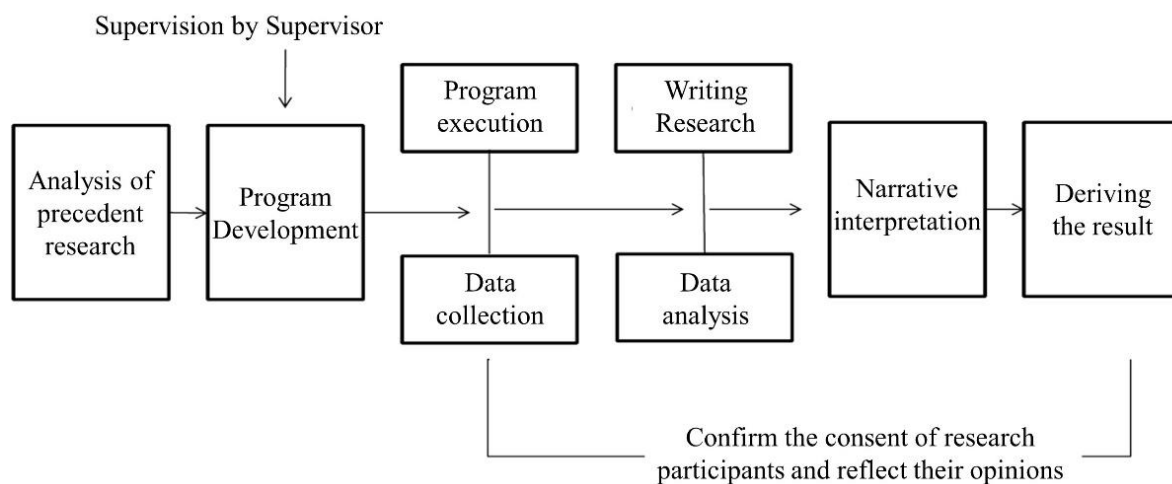 Supervision by Supervisor
Analysis of
precedent
research
Program
Development
Program
execution
Data
collection
Writing
Research
Data
analysis
Narrative
interpretation
Deriving
the result
Confirm the consent of research
participants and reflect their opinions